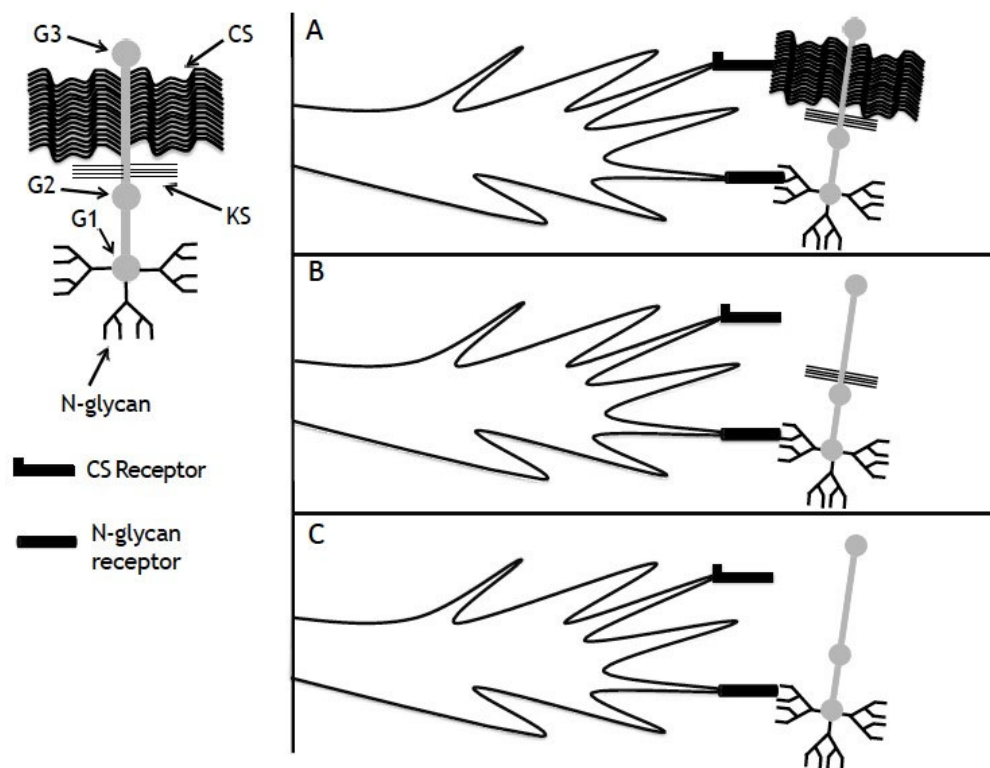 G3
CS
G2
G1
KS
N-glycan
CS Receptor
N-glycan
receptor
A
B
C